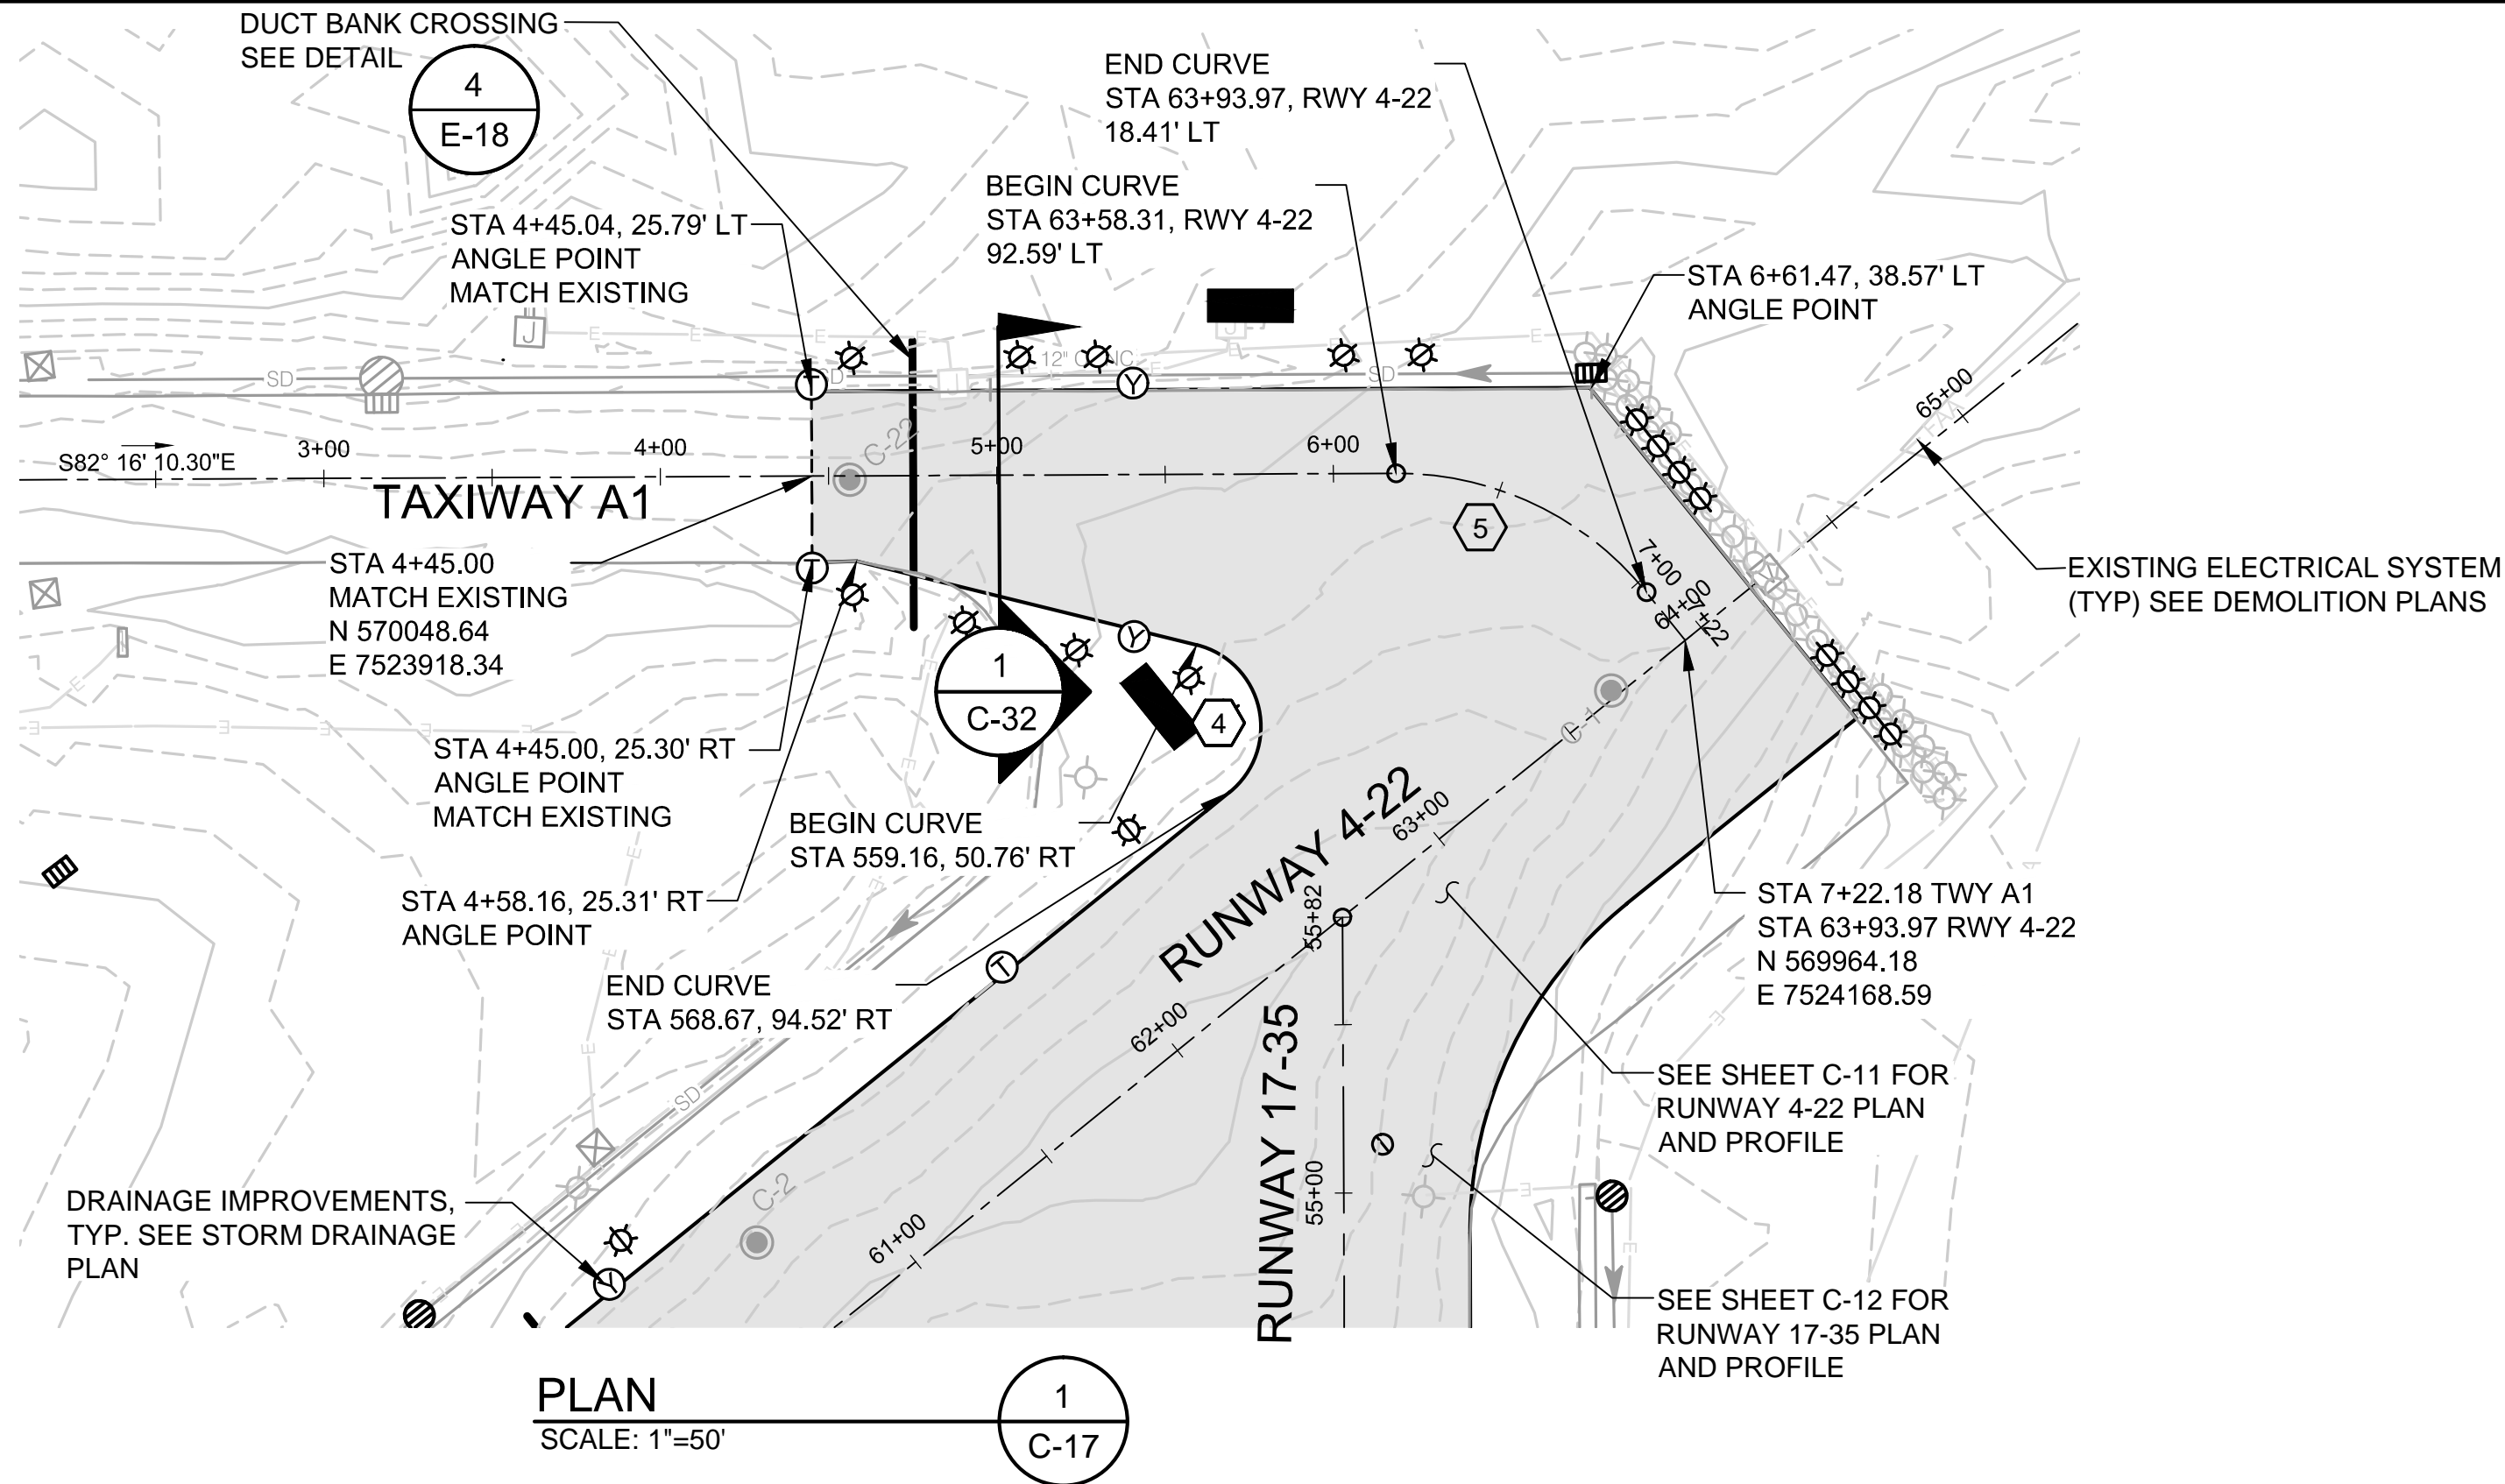 DUCT BANK CROSSING
SEE DETAIL
4
E-18
END CURVE
STA 63+93.97, RWY 4-22
18.41' LT
BEGIN CURVE
STA 63+58.31, RWY 4-22
92.59' LT
STA 4+45.04, 25.79' LT
ANGLE POINT
MATCH EXISTING
STA 6+61.47, 38.57' LT
ANGLE POINT
J
E
E
E
E
E
J
12"
E
E
SD
T
SD
J
Y
SD
65+00
S82° 16' 10.30"E
3+00
4+00
C-22
5+00
6+00
TAXIWAY A1
5
7+00
64+00
7+22
STA 4+45.00
MATCH EXISTING
N 570048.64
E 7523918.34
T
EXISTING ELECTRICAL SYSTEM
(TYP) SEE DEMOLITION PLANS
1
C-32
Y
4
C-1
E
E
E
E
E
E
STA 4+45.00, 25.30' RT
ANGLE POINT
MATCH EXISTING
BEGIN CURVE
STA 559.16, 50.76' RT
RUNWAY 4-22
63+00
STA 4+58.16, 25.31' RT
ANGLE POINT
55+82
STA 7+22.18 TWY A1
STA 63+93.97 RWY 4-22
N 569964.18
E 7524168.59
END CURVE
STA 568.67, 94.52' RT
T
62+00
RUNWAY 17-35
E
E
SD
SEE SHEET C-11 FOR
RUNWAY 4-22 PLAN
AND PROFILE
C-2
55+00
E
E
DRAINAGE IMPROVEMENTS,
TYP. SEE STORM DRAINAGE
PLAN
61+00
Y
SEE SHEET C-12 FOR
RUNWAY 17-35 PLAN
AND PROFILE
PLAN
SCALE: 1"=50'
1
C-17